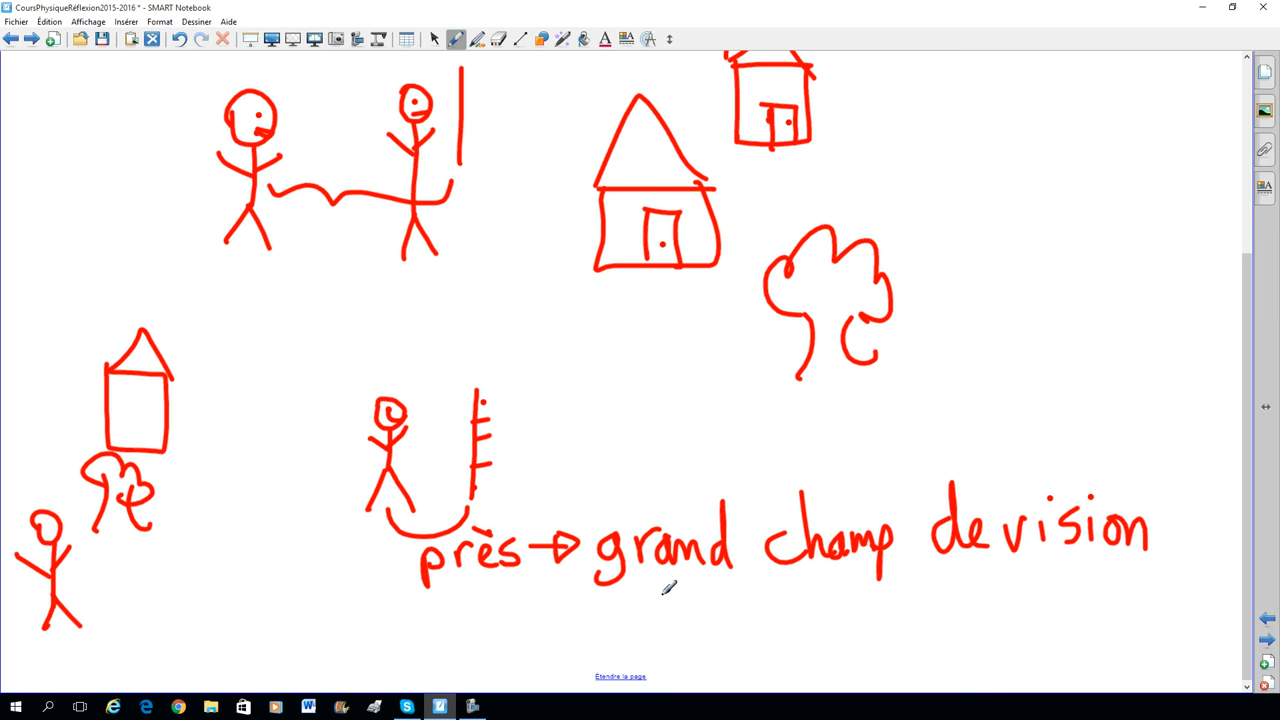 CoursPhysiqueRéflexion2015-2016 * - SMART Notebook
Fichier Édition Affichage Insérer Format Dessiner Aide
près → grand champ de vision
Étendre la page